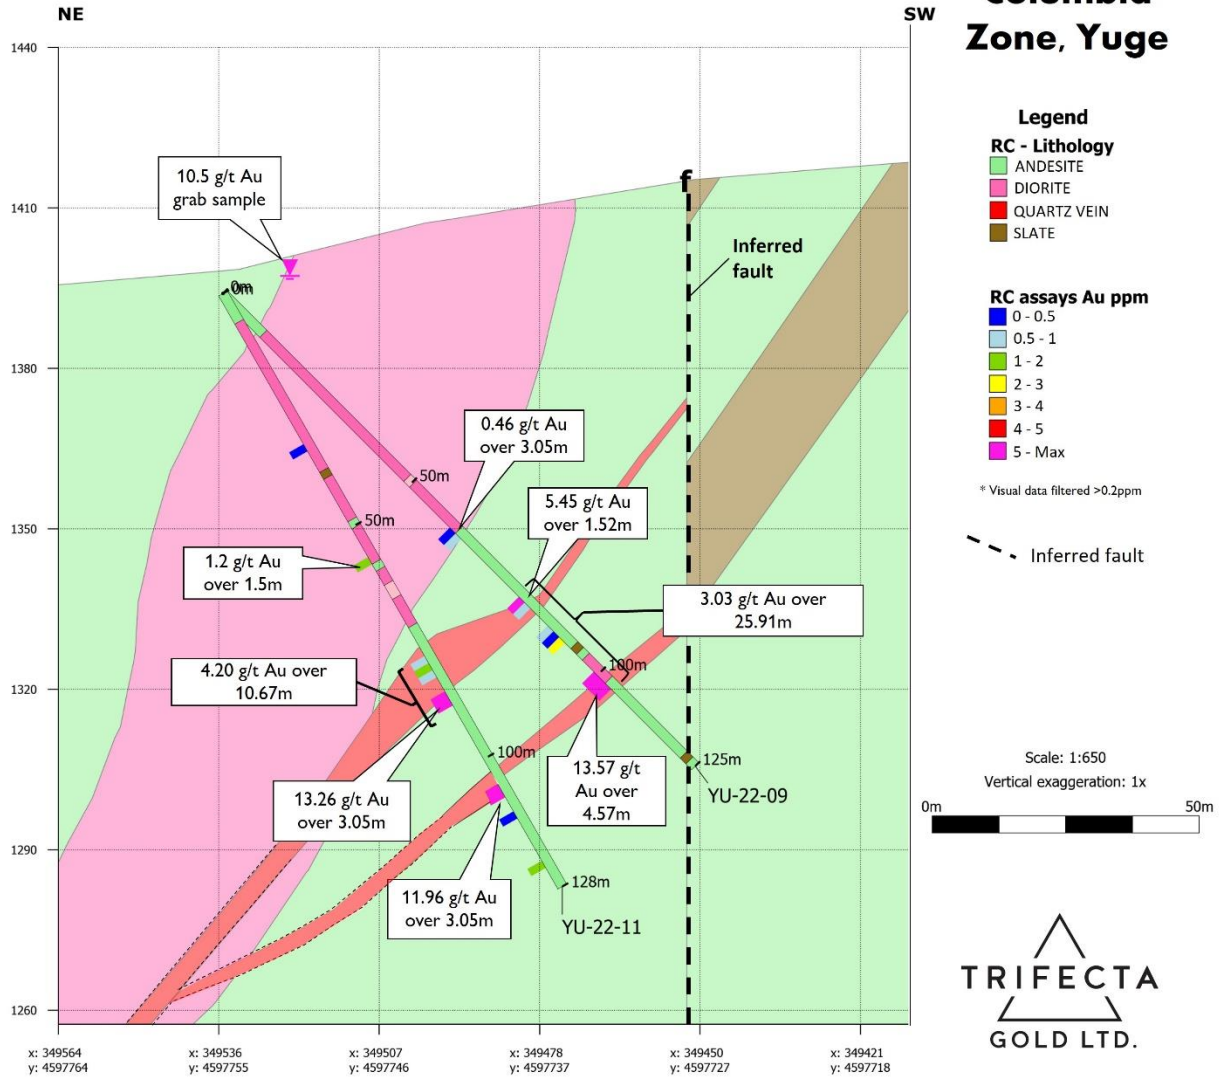 NE
SW
Columbia
Zone, Yuge
1440
1410
1380
1350
1320
1290
1260
Legend
RC - Lithology
ANDESITE
DIORITE
QUARTZ VEIN
SLATE
RC assays Au ppm
0 - 0.5
0.5 - 1
1 - 2
2 - 3
3 - 4
4 - 5
5 - Max
* Visual data filtered >0.2ppm
Inferred fault
10.5 g/t Au
grab sample
f
Inferred
fault
0m
0m
50m
50m
0.46 g/t Au
over 3.05m
5.45 g/t Au
over 1.52m
1.2 g/t Au
over 1.5m
3.03 g/t Au over
25.91m
4.20 g/t Au over
10.67m
100m
100m
13.26 g/t Au
over 3.05m
13.57 g/t
Au over
4.57m
125m
YU-22-09
11.96 g/t Au
over 3.05m
128m
YU-22-11
Scale: 1:650
Vertical exaggeration: 1x
0m
50m
TRIFECTA
GOLD LTD.
x: 349564
y: 4597764
x: 349536
y: 4597755
x: 349507
y: 4597746
x: 349478
y: 4597737
x: 349450
y: 4597727
x: 349421
y: 4597718